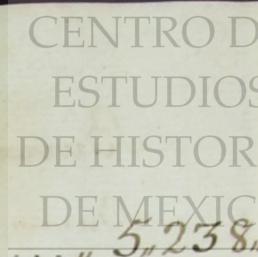 CENTRO D
ESTUDIOS
DE HISTOR
DE MEXIC
5,,238,,